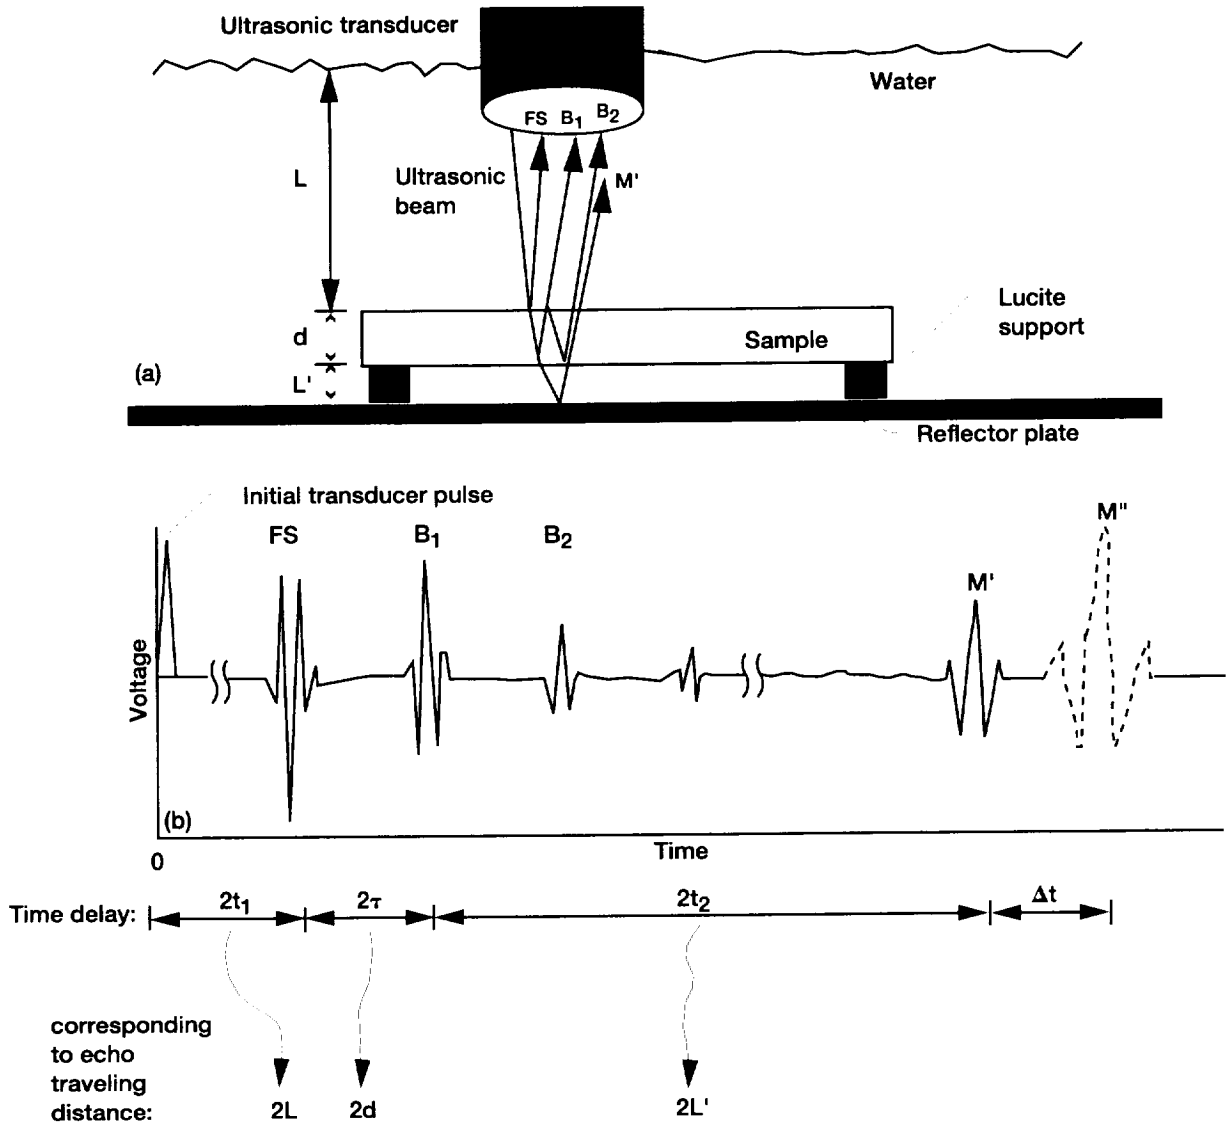 Ultrasonic transducer
Water
FS B1 B2
L
Ultrasonic
beam
M'
Lucite
support
d
Sample
(a)
L'
Reflector plate
Initial transducer pulse
FS
B1
B2
M'
M"
Voltage
(b)
0
Time
Time delay:
2t1
2τ
2t2
Δt
corresponding
to echo
traveling
distance:
2L
2d
2L'